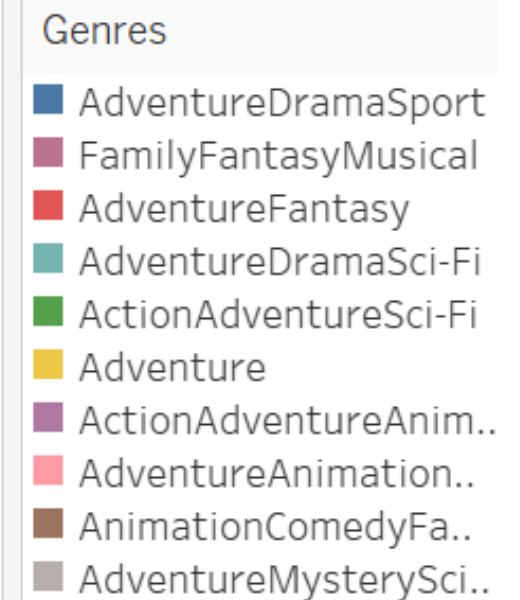 Genres
AdventureDramaSport
FamilyFantasyMusical
AdventureFantasy
AdventureDramaSci-Fi
ActionAdventureSci-Fi
Adventure
ActionAdventureAnim..
AdventureAnimation..
AnimationComedyFa..
AdventureMysterySci..